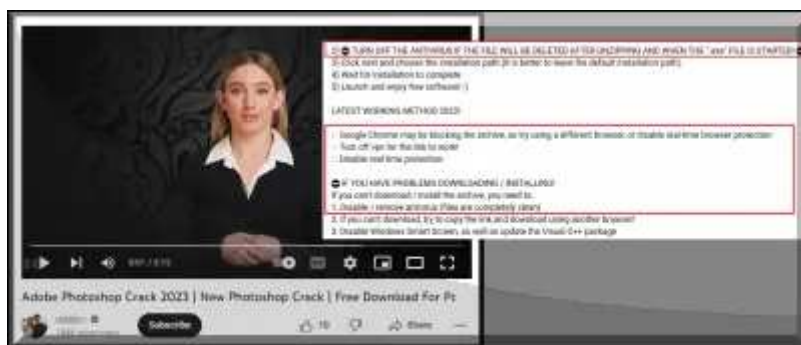 2) ⛔ TURN OFF THE ANTIVIRUS IF THE FILE WILL BE DELETED AFTER UNZIPPING AND WHEN THE ".exe" FILE IS STARTED!
3) Click next and choose the installation path (it is better to leave the default installation path)
4) Wait for installation to complete
5) Launch and enjoy free software! :)
LATEST WORKING METHOD 2023!
- Google Chrome may be blocking the archive, so try using a different browser, or disable real-time browser protection
- Turn off vpn for the link to work!
- Disable real time protection
⛔ IF YOU HAVE PROBLEMS DOWNLOADING / INSTALLING!
If you can't download / install the archive, you need to:
1. Disable / remove antivirus (files are completely clean)
2. If you can't download, try to copy the link and download using another browser!
3. Disable Windows Smart Screen, as well as update the Visual C++ package
Adobe Photoshop Crack 2023 | New Photoshop Crack | Free Download For Pc
Subscribe
Share